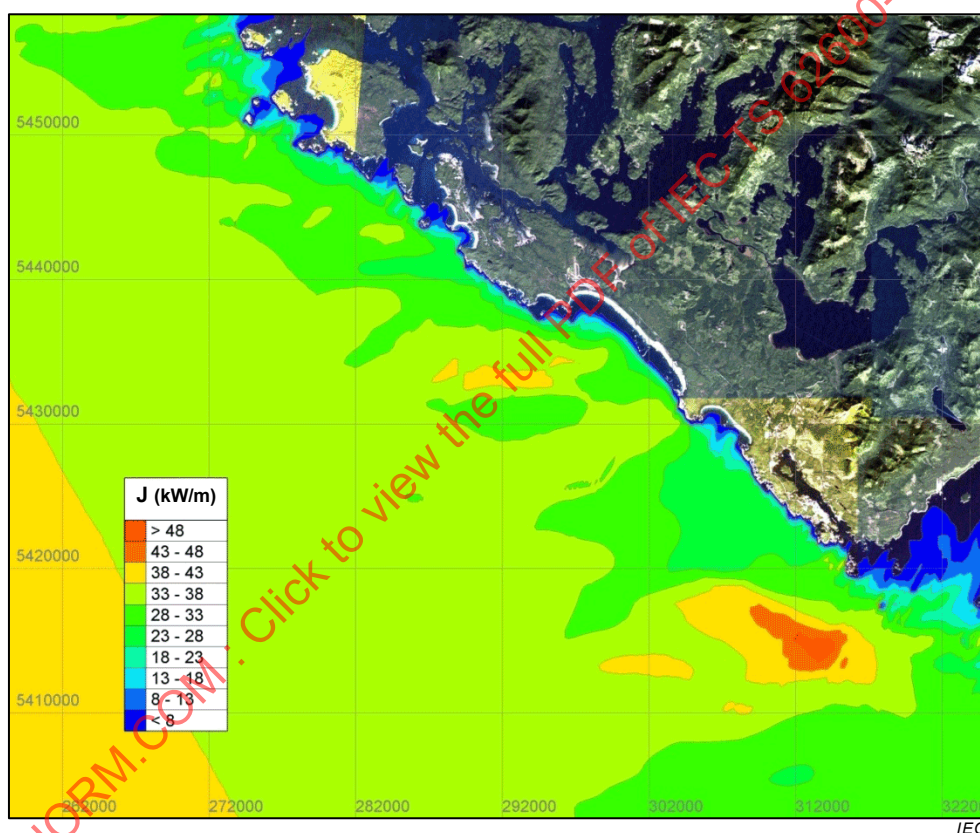 5450000
5440000
5430000
5420000
5410000
J (kW/m)
> 48
43 - 48
38 - 43
33 - 38
28 - 33
23 - 28
18 - 23
13 - 18
8 - 13
< 8
262000 272000 282000 292000 302000 312000
NORM.COM : Click to view the full PDF of IEC TS 62600-